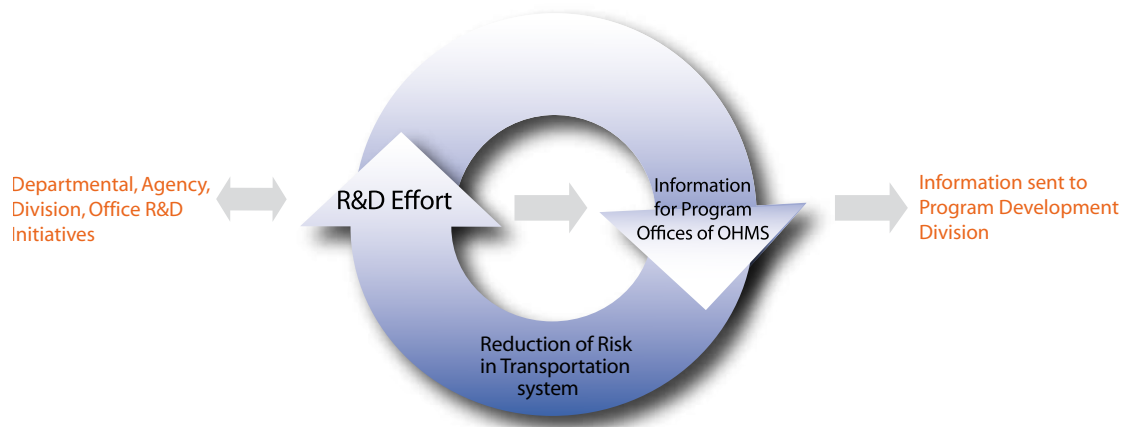 Departmental, Agency,
Division, Office R&D
Initiatives
R&D Effort
Information
for Program
Offices of OHMS
Information sent to
Program Development
Division
Reduction of Risk
in Transportation
system